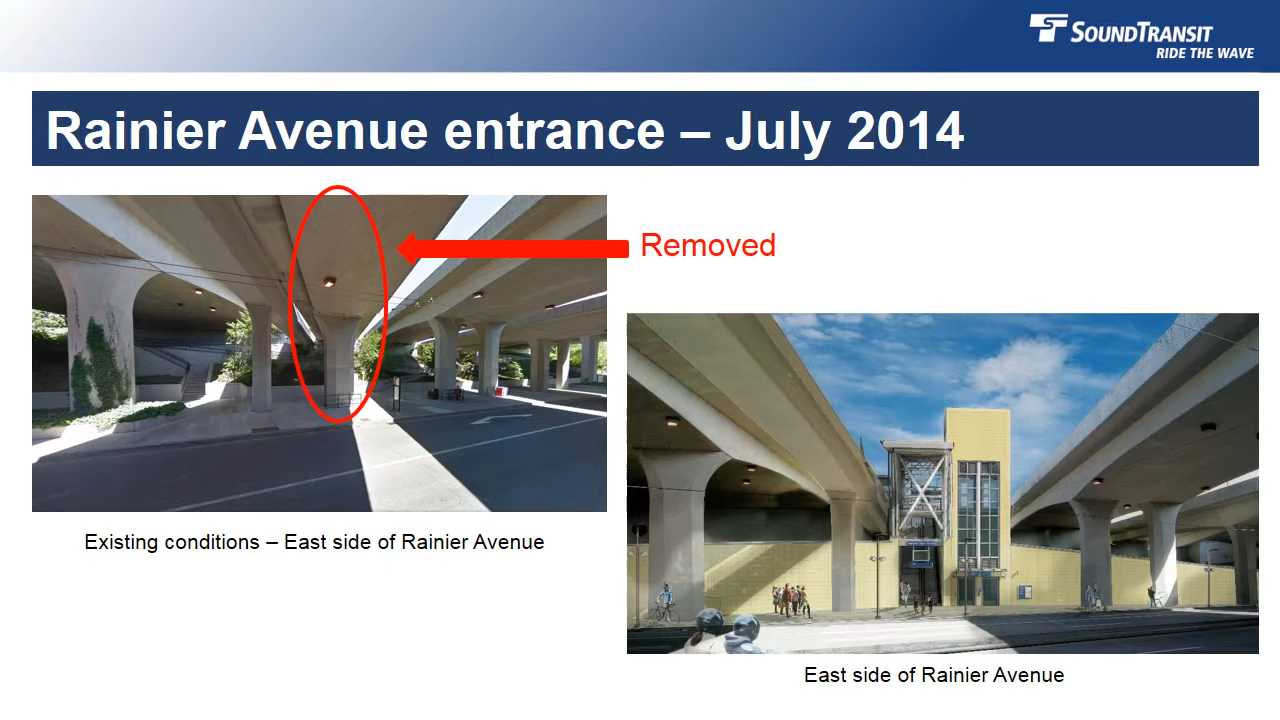 SOUNDTRANSIT
RIDE THE WAVE
Rainier Avenue entrance – July 2014
Removed
Existing conditions – East side of Rainier Avenue
East side of Rainier Avenue